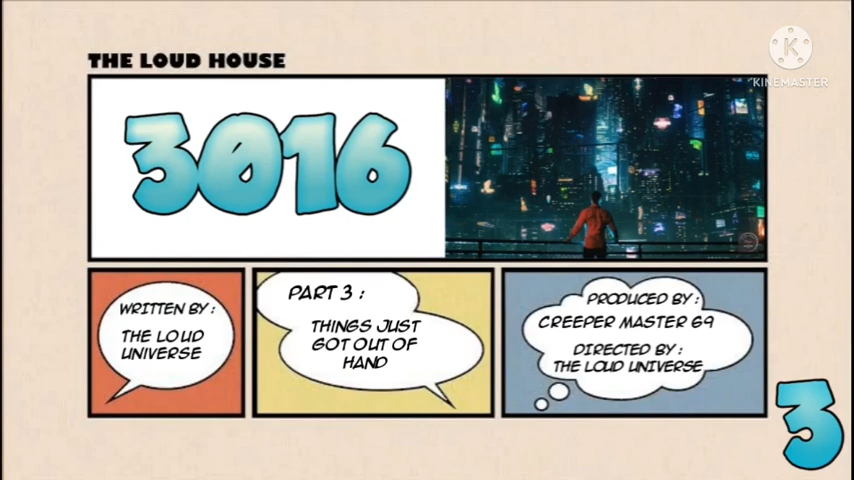 THE LOUD HOUSE
K
KINEMASTER
3016
WRITTEN BY :
THE LOUD
UNIVERSE
PART 3 :
THINGS JUST
GOT OUT OF
HAND
PRODUCED BY :
CREEPER MASTER 69
DIRECTED BY :
THE LOUD UNIVERSE
3